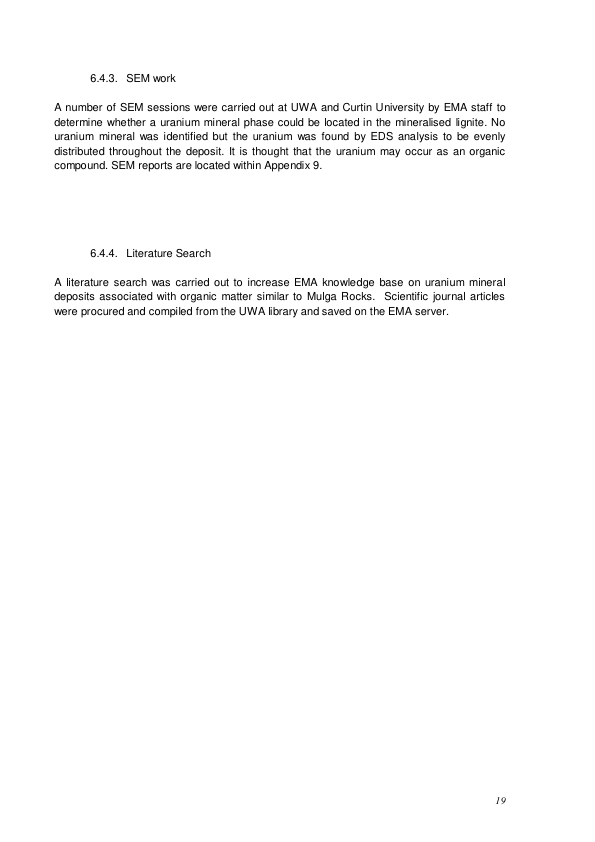 6.4.3. SEM work
A number of SEM sessions were carried out at UWA and Curtin University by EMA staff to
determine whether a uranium mineral phase could be located in the mineralised lignite. No
uranium mineral was identified but the uranium was found by EDS analysis to be evenly
distributed throughout the deposit. It is thought that the uranium may occur as an organic
compound. SEM reports are located within Appendix 9.
6.4.4. Literature Search
A literature search was carried out to increase EMA knowledge base on uranium mineral
deposits associated with organic matter similar to Mulga Rocks. Scientific journal articles
were procured and compiled from the UWA library and saved on the EMA server.
19